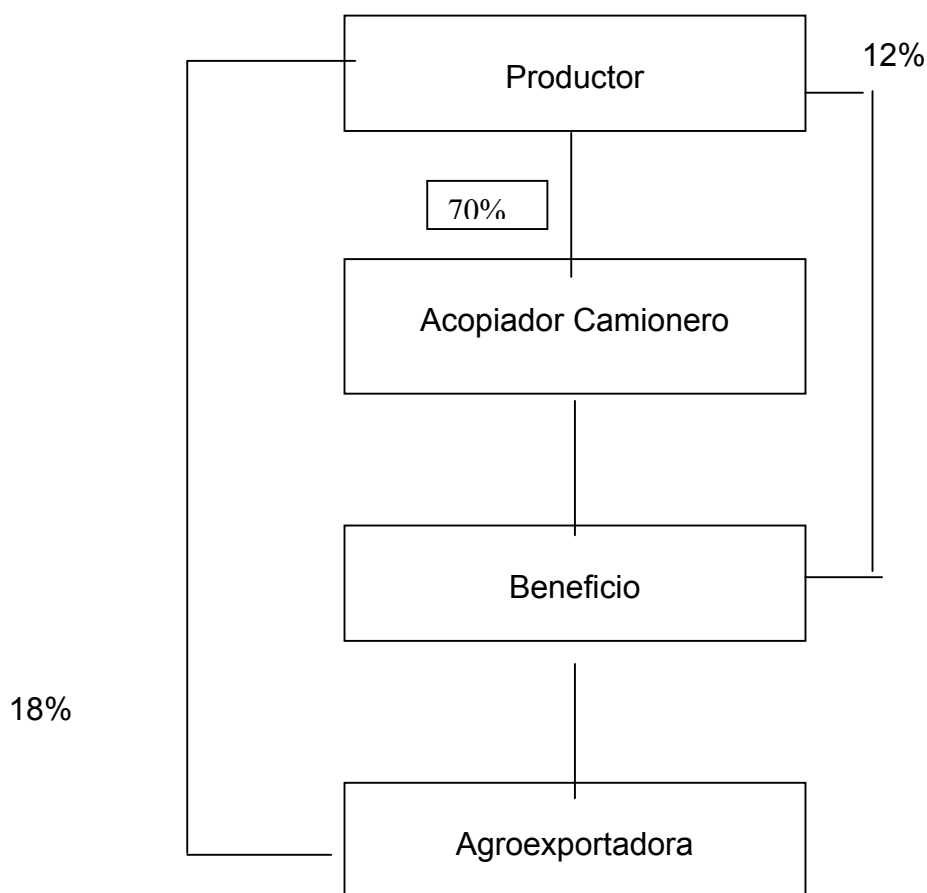 Productor
12%
70%
Acopiador Camionero
Beneficio
18%
Agroexportadora